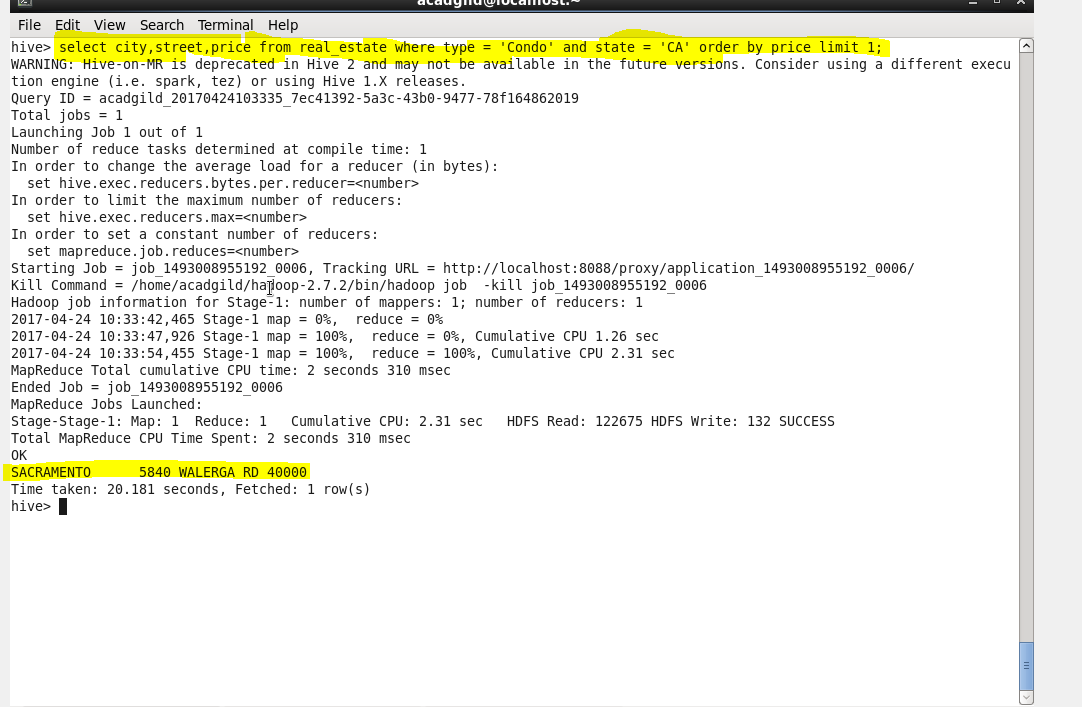 acadgild@localhost:~
File Edit View Search Terminal Help
hive> select city,street,price from real_estate where type = 'Condo' and state = 'CA' order by price limit 1;
WARNING: Hive-on-MR is deprecated in Hive 2 and may not be available in the future versions. Consider using a different execu
tion engine (i.e. spark, tez) or using Hive 1.X releases.
Query ID = acadgild_20170424103335_7ec41392-5a3c-43b0-9477-78f164862019
Total jobs = 1
Launching Job 1 out of 1
Number of reduce tasks determined at compile time: 1
In order to change the average load for a reducer (in bytes):
  set hive.exec.reducers.bytes.per.reducer=<number>
In order to limit the maximum number of reducers:
  set hive.exec.reducers.max=<number>
In order to set a constant number of reducers:
  set mapreduce.job.reduces=<number>
Starting Job = job_1493008955192_0006, Tracking URL = http://localhost:8088/proxy/application_1493008955192_0006/
Kill Command = /home/acadgild/hadoop-2.7.2/bin/hadoop job  -kill job_1493008955192_0006
Hadoop job information for Stage-1: number of mappers: 1; number of reducers: 1
2017-04-24 10:33:42,465 Stage-1 map = 0%,  reduce = 0%
2017-04-24 10:33:47,926 Stage-1 map = 100%,  reduce = 0%, Cumulative CPU 1.26 sec
2017-04-24 10:33:54,455 Stage-1 map = 100%,  reduce = 100%, Cumulative CPU 2.31 sec
MapReduce Total cumulative CPU time: 2 seconds 310 msec
Ended Job = job_1493008955192_0006
MapReduce Jobs Launched:
Stage-Stage-1: Map: 1  Reduce: 1   Cumulative CPU: 2.31 sec   HDFS Read: 122675 HDFS Write: 132 SUCCESS
Total MapReduce CPU Time Spent: 2 seconds 310 msec
OK
SACRAMENTO      5840 WALERGA RD 40000
Time taken: 20.181 seconds, Fetched: 1 row(s)
hive>